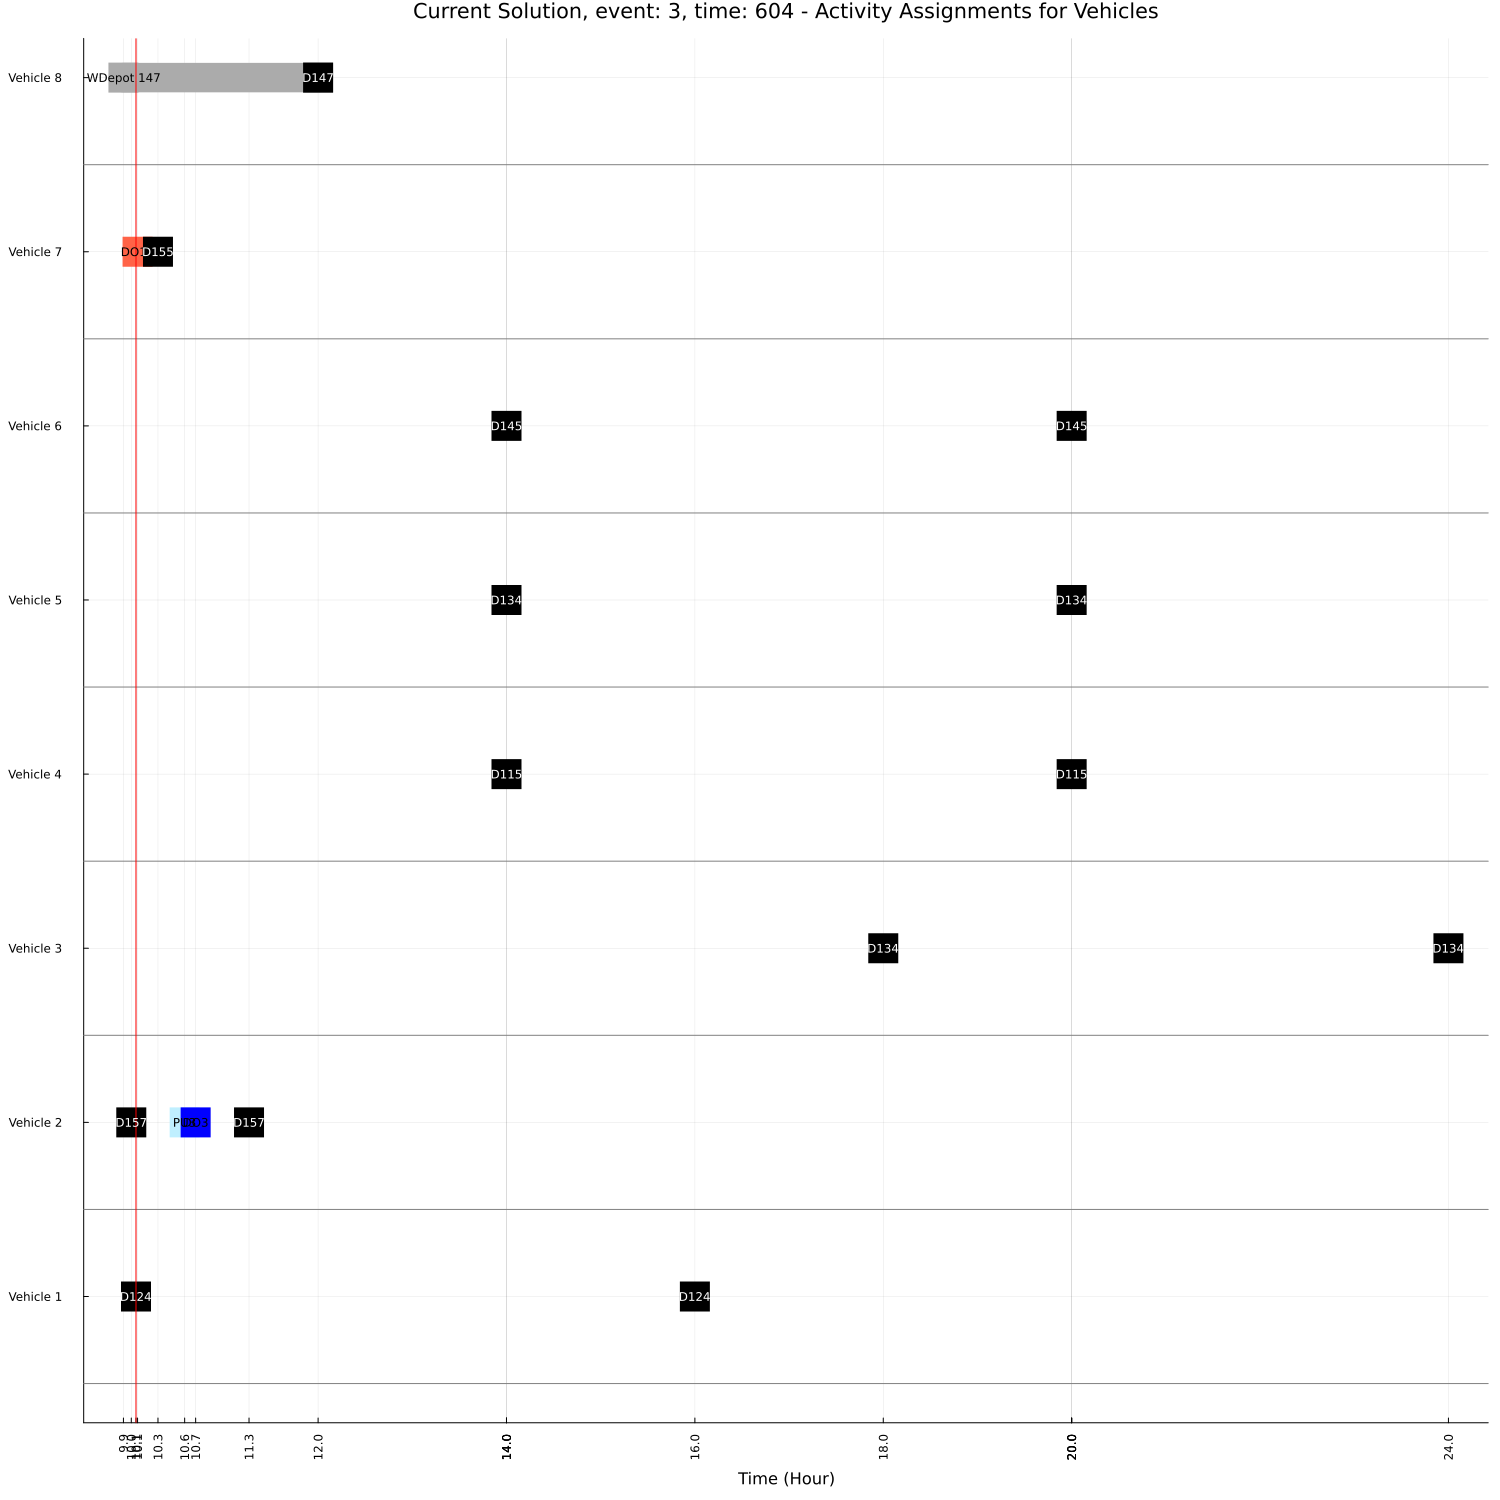 Current Solution, event: 3, time: 604 - Activity Assignments for Vehicles
Vehicle 8
WDepot 147
D147
Vehicle 7
DO
D155
Vehicle 6
D145
D145
Vehicle 5
D134
D134
Vehicle 4
D115
D115
Vehicle 3
D134
D134
Vehicle 2
D157
D157
Vehicle 1
D124
D124
9.9
10.1
10.3
10.6
10.7
11.3
12.0
14.0
16.0
18.0
20.0
24.0
Time (Hour)